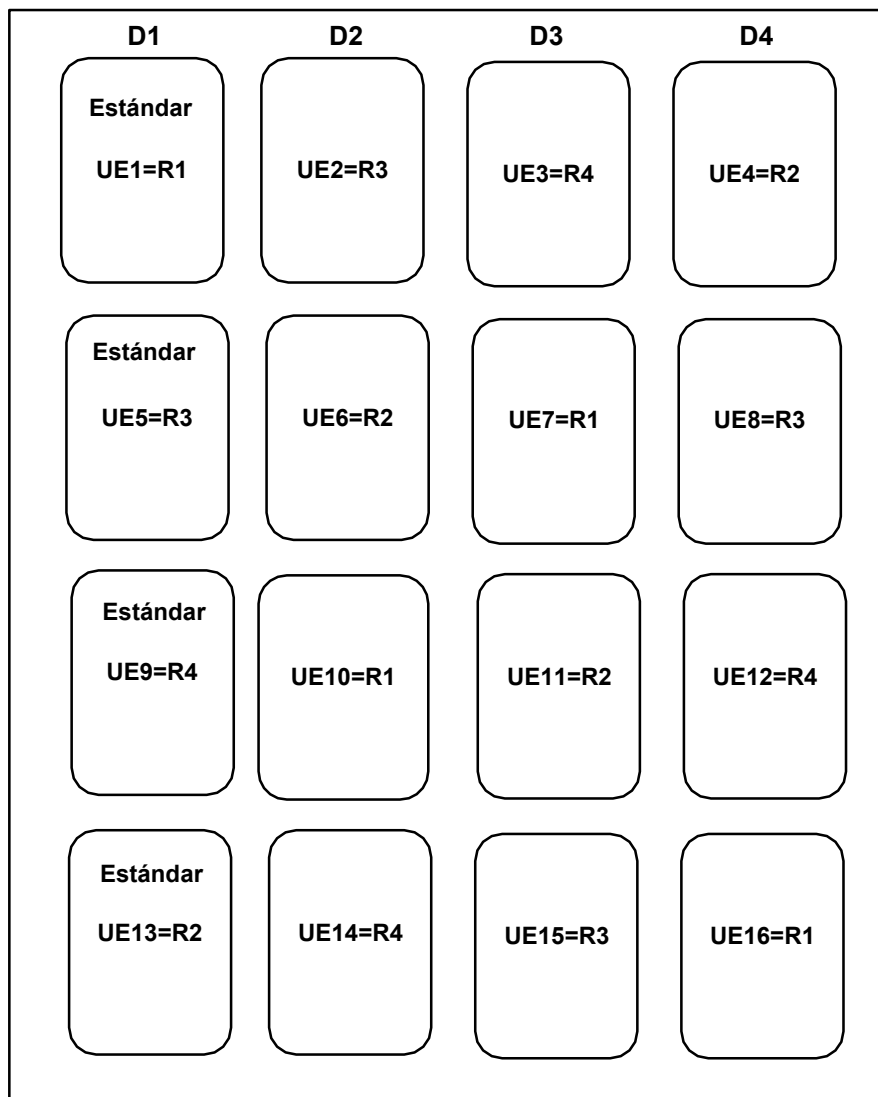 D1 D2 D3 D4
Estándar
UE1=R1 UE2=R3 UE3=R4 UE4=R2
Estándar
UE5=R3 UE6=R2 UE7=R1 UE8=R3
Estándar
UE9=R4 UE10=R1 UE11=R2 UE12=R4
Estándar
UE13=R2 UE14=R4 UE15=R3 UE16=R1